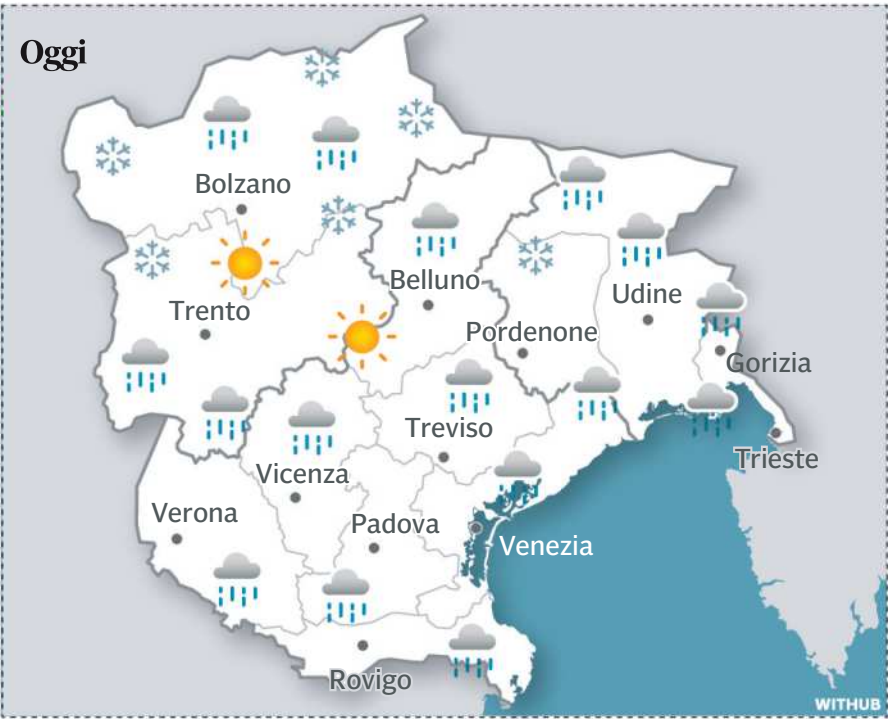 Oggi
Bolzano
Belluno
Udine
Trento
Pordenone
Gorizia
Treviso
Trieste
Vicenza
Verona
Padova
Venezia
Rovigo
WITHUB